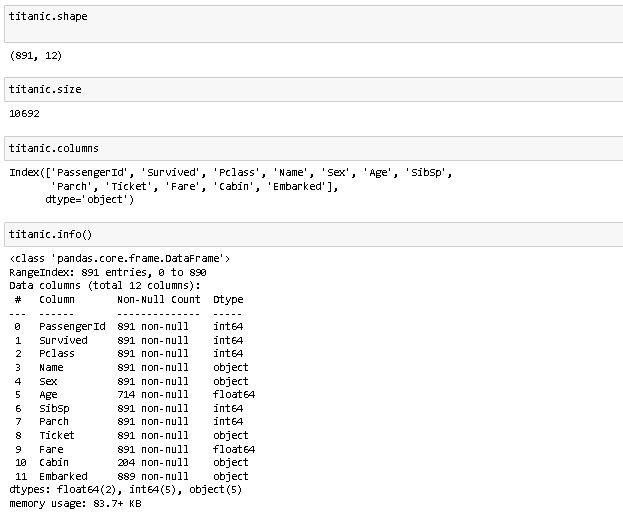 titanic.shape
(891, 12)
titanic.size
10692
titanic.columns
Index(['PassengerId', 'Survived', 'Pclass', 'Name', 'Sex', 'Age', 'SibSp',
       'Parch', 'Ticket', 'Fare', 'Cabin', 'Embarked'],
      dtype='object')
titanic.info()
<class 'pandas.core.frame.DataFrame'>
RangeIndex: 891 entries, 0 to 890
Data columns (total 12 columns):
 #   Column       Non-Null Count  Dtype
---  ------       --------------  -----
 0   PassengerId  891 non-null    int64
 1   Survived     891 non-null    int64
 2   Pclass       891 non-null    int64
 3   Name         891 non-null    object
 4   Sex          891 non-null    object
 5   Age          714 non-null    float64
 6   SibSp        891 non-null    int64
 7   Parch        891 non-null    int64
 8   Ticket       891 non-null    object
 9   Fare         891 non-null    float64
 10  Cabin        204 non-null    object
 11  Embarked     889 non-null    object
dtypes: float64(2), int64(5), object(5)
memory usage: 83.7+ KB